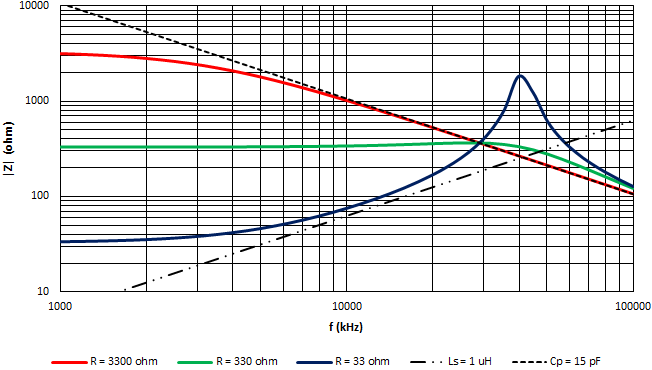 10000
1000
100
10
|Z| (ohm)
1000 10000 100000
f (kHz)
R = 3300 ohm R = 330 ohm R = 33 ohm Ls = 1 uH Cp = 15 pF